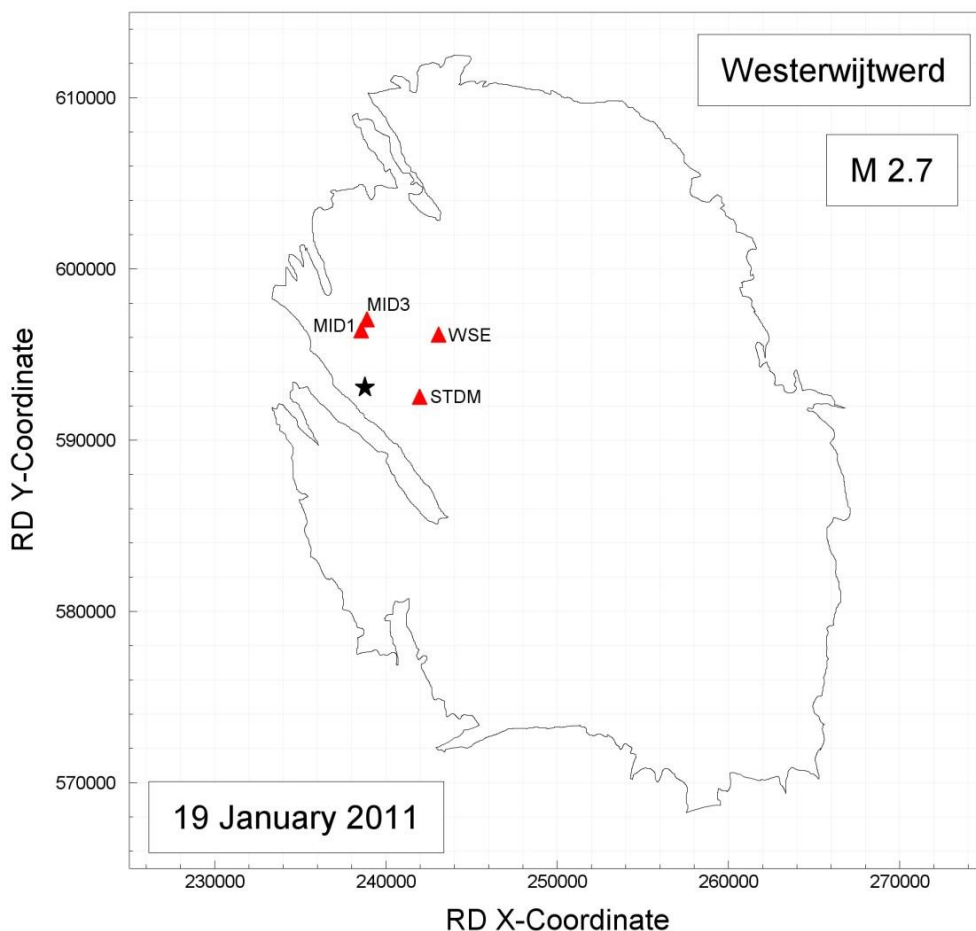 Westerwijtwerd
M 2.7
610000
600000
590000
580000
570000
RD Y-Coordinate
MID3
MID1
WSE
STDM
19 January 2011
230000 240000 250000 260000 270000
RD X-Coordinate